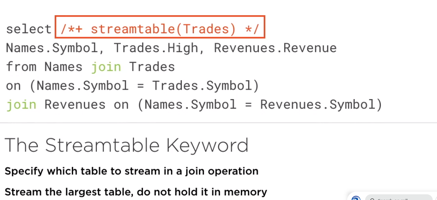 select /*+ streamtable(Trades) */
Names.Symbol, Trades.High, Revenues.Revenue
from Names join Trades
on (Names.Symbol = Trades.Symbol)
join Revenues on (Names.Symbol = Revenues.Symbol)
The Streamtable Keyword
Specify which table to stream in a join operation
Stream the largest table, do not hold it in memory